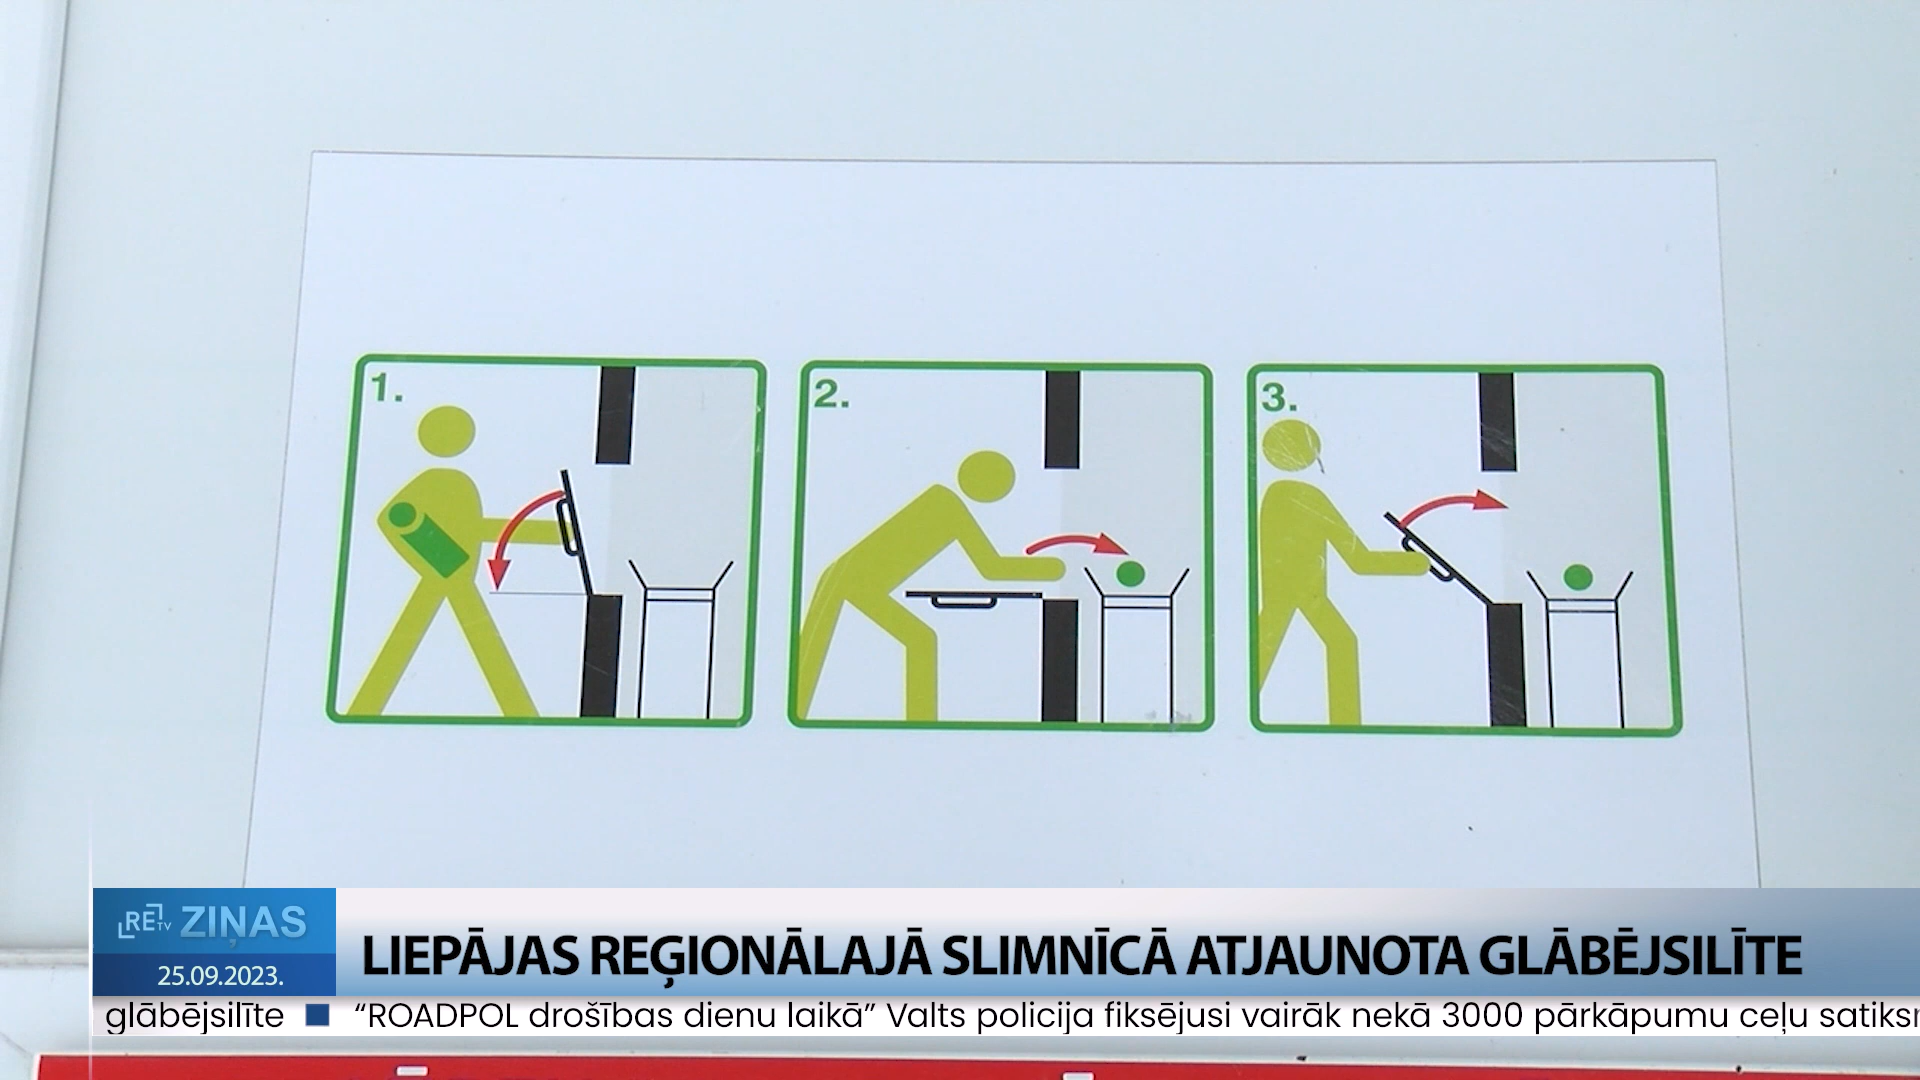 1.
2.
3.
RE TV ZIŅAS
25.09.2023.
LIEPĀJAS REĢIONĀLAJĀ SLIMNĪCĀ ATJAUNOTA GLĀBĒJSILĪTE
glābējsilīte "ROADPOL drošības dienu laikā" Valts policija fiksējusi vairāk nekā 3000 pārkāpumu ceļu